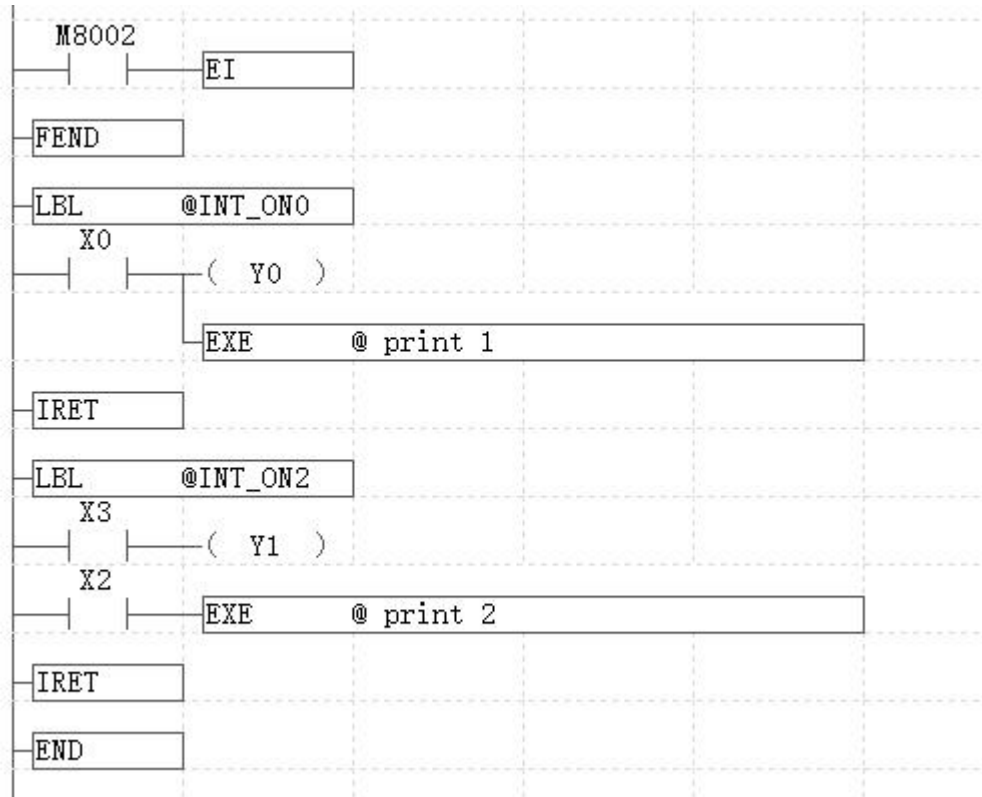 M8002
EI
FEND
LBL @INT_ON0
X0
( Y0 )
EXE @ print 1
IRET
LBL @INT_ON2
X3
( Y1 )
X2
EXE @ print 2
IRET
END